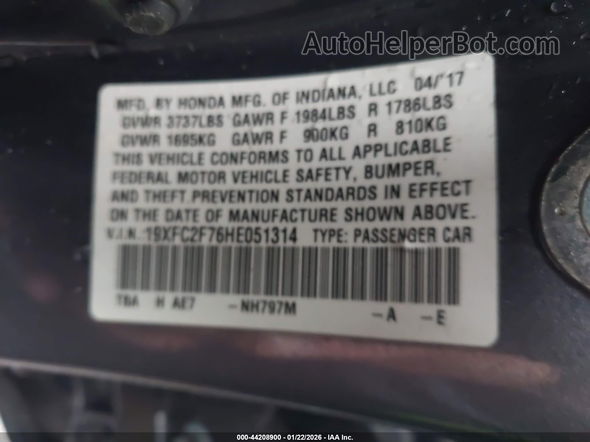 AutoHelperBot.com
MFD. BY HONDA MFG. OF INDIANA, LLC 04/'17
GVWR 3737LBS GAWR F 1984LBS R 1786LBS
GVWR 1695KG GAWR F 900KG R 810KG
THIS VEHICLE CONFORMS TO ALL APPLICABLE
FEDERAL MOTOR VEHICLE SAFETY, BUMPER,
AND THEFT PREVENTION STANDARDS IN EFFECT
ON THE DATE OF MANUFACTURE SHOWN ABOVE.
V.I.N.:19XFC2F76HE051314 TYPE: PASSENGER CAR
TBA H AE7 -NH797M -A -E
000-44208900 - 01/22/2026 - IAA Inc.